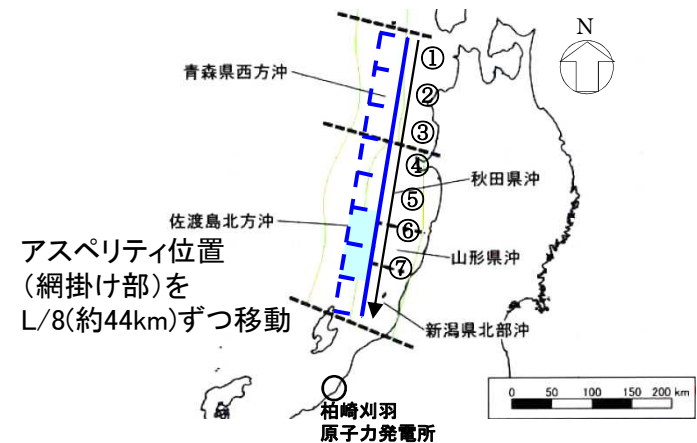 N
①
青森県西方沖
②
③
④
秋田県沖
⑤
佐渡島北方沖
⑥
山形県沖
アスペリティ位置
（網掛け部）を
L/8(約44km)ずつ移動
⑦
新潟県北部沖
柏崎刈羽
原子力発電所
0 50 100 150 200 km